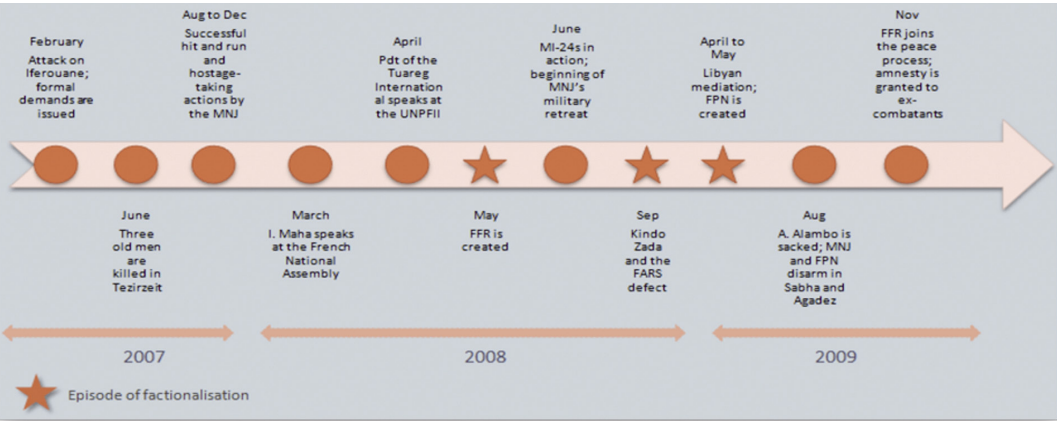 February
Attack on
Iferouane;
formal
demands are
issued
June
Three
old men
are
killed in
Tezirzeit
Aug to Dec
Successful
hit and run
and
hostage-
taking
actions by
the MNJ
March
I. Maha speaks
at the French
National
Assembly
April
Pdt of the
Tuareg
Internation
al speaks at
the UNPFII
May
FFR is
created
June
MI-24s in
action;
beginning of
MNJ's
military
retreat
Sep
Kindo
Zada
and the
FARS
defect
April to
May
Libyan
mediation;
FPN is
created
Aug
A. Alambo is
sacked; MNJ
and FPN
disarm in
Sabha and
Agadez
Nov
FFR joins
the peace
process;
amnesty is
granted to
ex-
combatants
2007
2008
2009
Episode of factionalisation